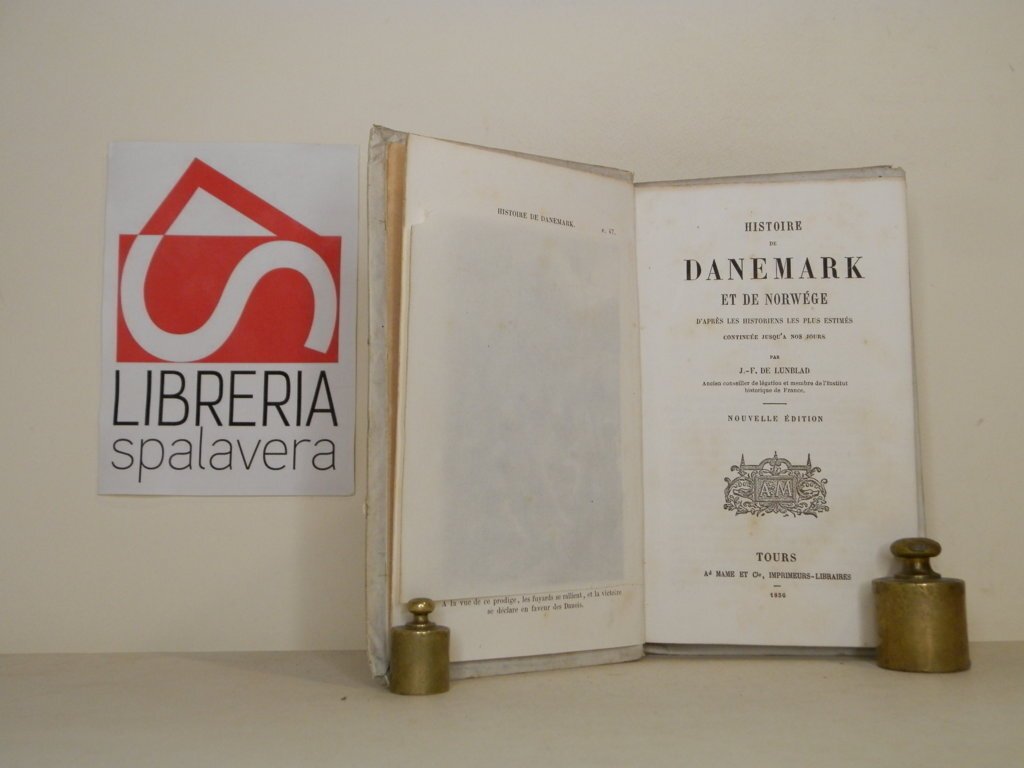 LIBRERIA
spalavera
HISTOIRE DE DANEMARK.
P. 47.
A la vue de ce prodige, les fuyards se rallient, et la victoire
se déclare en faveur des Danois.
HISTOIRE
DE
DANEMARK
ET DE NORWÉGE
D'APRÈS LES HISTORIENS LES PLUS ESTIMÉS
CONTINUÉE JUSQU'A NOS JOURS
PAR
J.-F. DE LUNBLAD
Ancien conseiller de légation et membre de l'Institut
historique de France.
NOUVELLE ÉDITION
A & M
TOURS
Ad MAME ET Cie, IMPRIMEURS-LIBRAIRES
1856